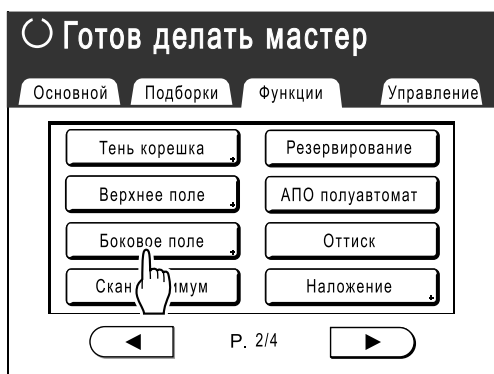 Готов делать мастер
Основной Подборки Функции Управление
Тень корешка Резервирование
Верхнее поле АПО полуавтомат
Боковое поле Оттиск
Наложение
P. 2/4